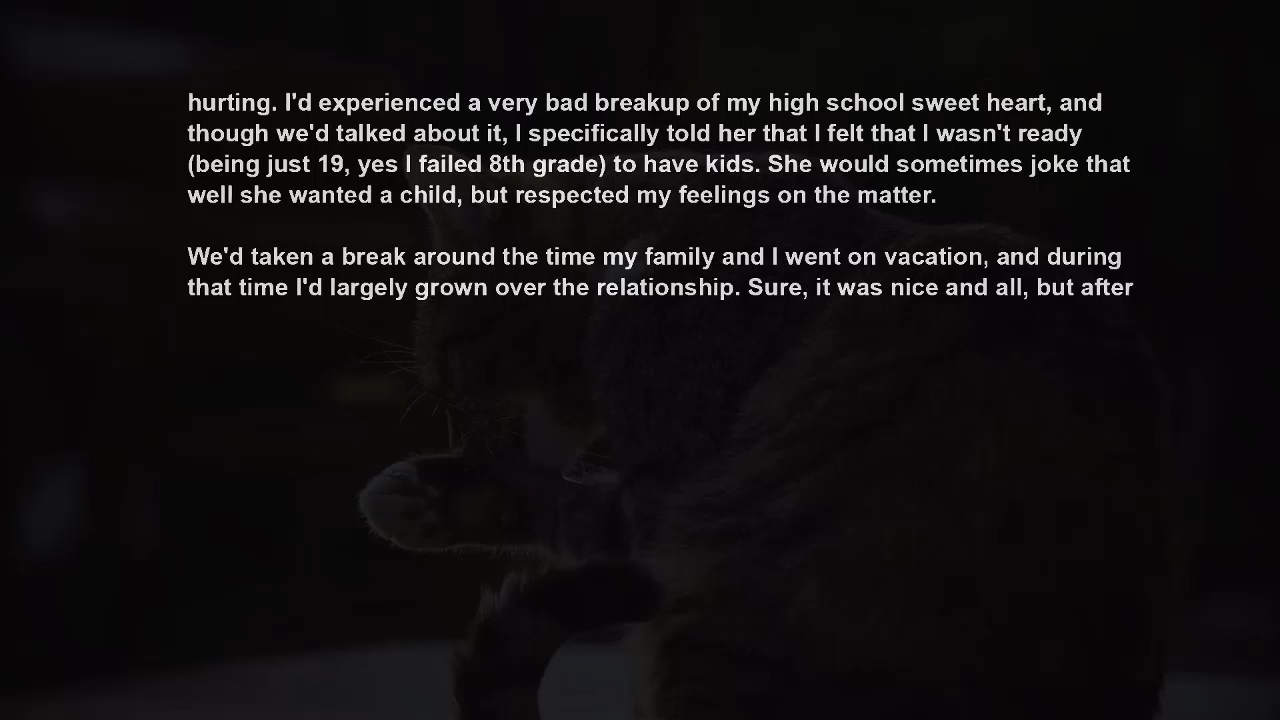 hurting. I'd experienced a very bad breakup of my high school sweet heart, and
though we'd talked about it, I specifically told her that I felt that I wasn't ready
(being just 19, yes I failed 8th grade) to have kids. She would sometimes joke that
well she wanted a child, but respected my feelings on the matter.
We'd taken a break around the time my family and I went on vacation, and during
that time I'd largely grown over the relationship. Sure, it was nice and all, but after